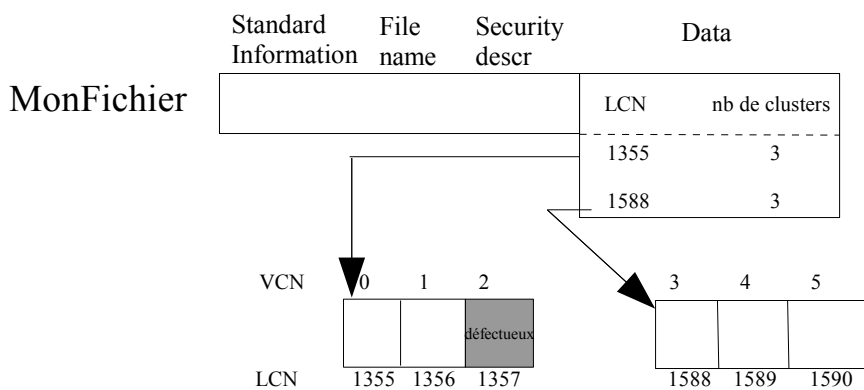 Standard Information File name Security descr Data
MonFichier
LCN nb de clusters
1355 3
1588 3
VCN 0 1 2 3 4 5
défectueux
LCN 1355 1356 1357 1588 1589 1590